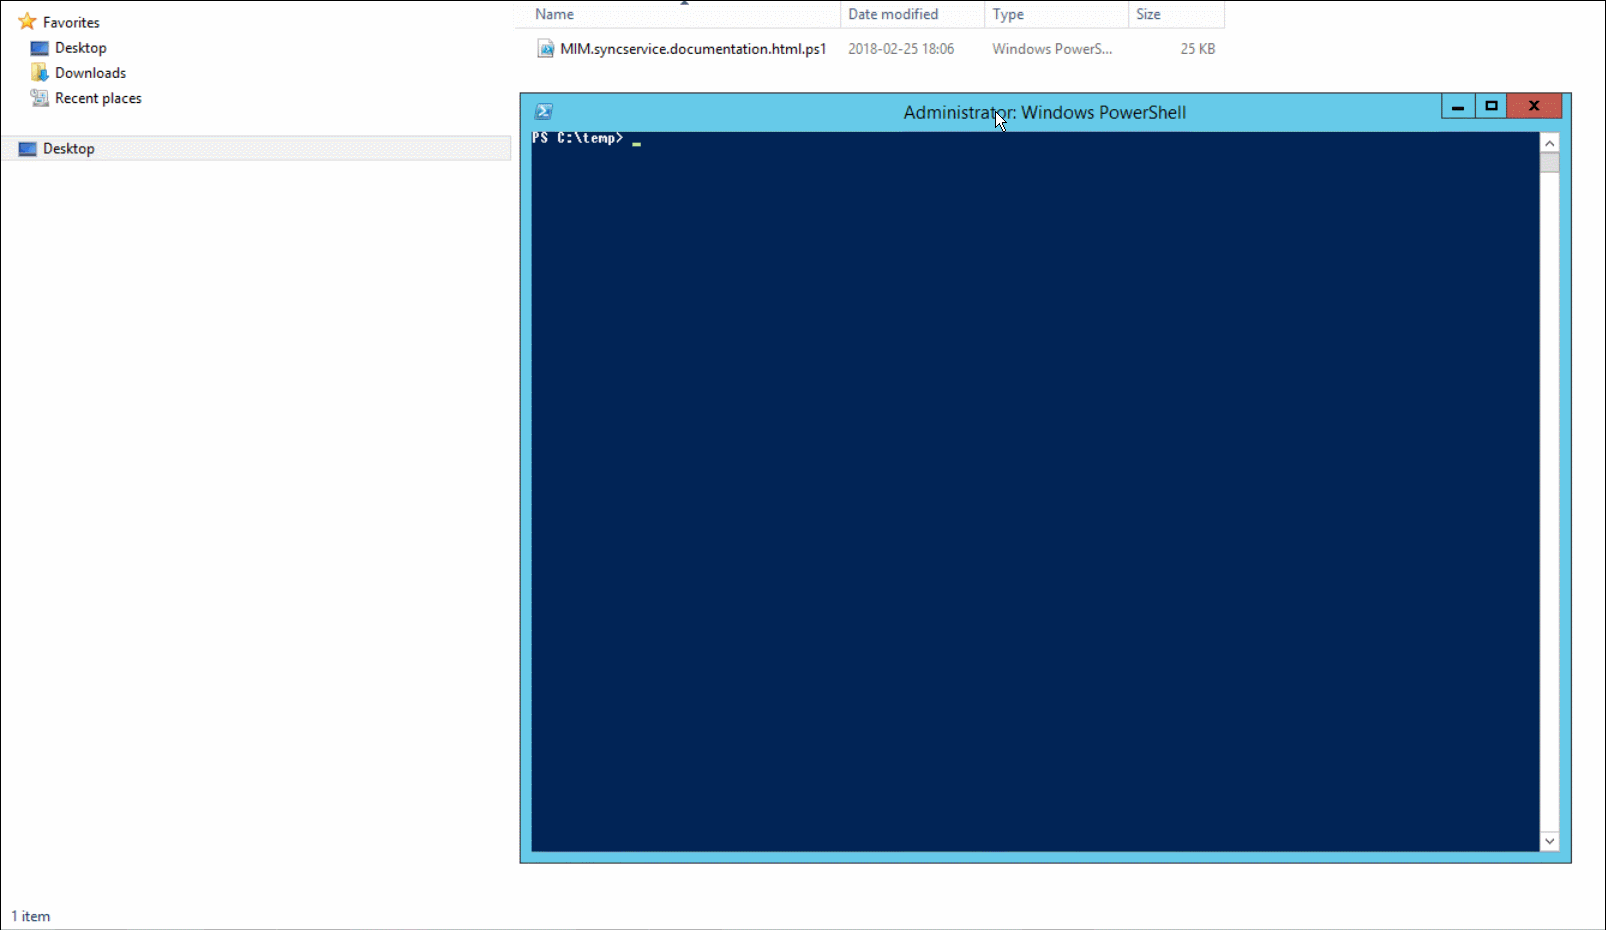 Favorites
Desktop
Downloads
Recent places
Desktop
Name Date modified Type Size
MIM.syncservice.documentation.html.ps1 2018-02-25 18:06 Windows PowerS... 25 KB
Administrator: Windows PowerShell
PS C:\temp>
1 item